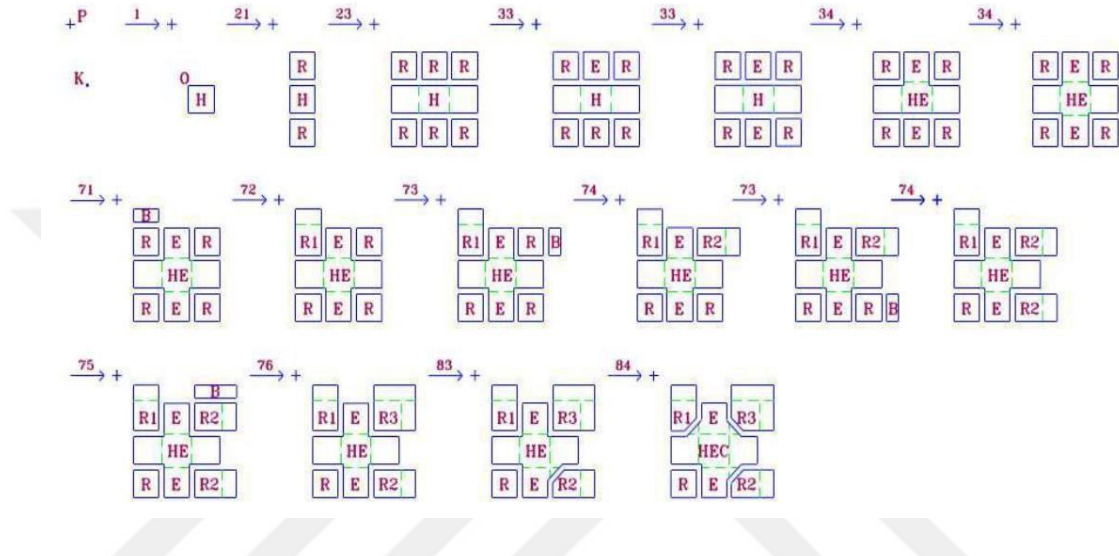 P 1 21 23 33 33 34 34
R R R R R E R R E R R E R R E R
K. O
H H H H H HE HE
R R R R R R R R E R R E R R E R
71 72 73 74 73 74
B
R E R R1 E R R1 E R B R1 E R2 R1 E R2 R1 E R2
HE HE HE HE HE HE
R E R R E R R E R R E R R E R B R E R2
75 76 83 84
B
R1 E R2 R1 E R3 R1 E R3 R1 E R3
HE HE HE HEC
R E R2 R E R2 R E R2 R E R2